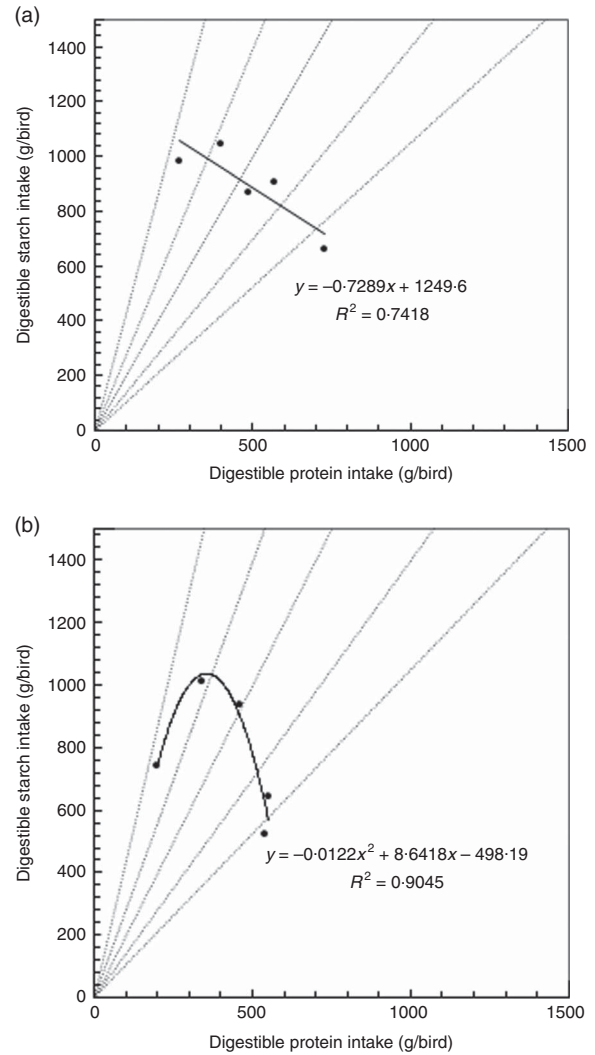 (a)
1400
1200
1000
800
600
400
200
0
Digestible starch intake (g/bird)
y = –0·7289x + 1249·6
R² = 0·7418
0 500 1000 1500
Digestible protein intake (g/bird)
(b)
1400
1200
1000
800
600
400
200
0
Digestible starch intake (g/bird)
y = –0·0122x² + 8·6418x – 498·19
R² = 0·9045
0 500 1000 1500
Digestible protein intake (g/bird)